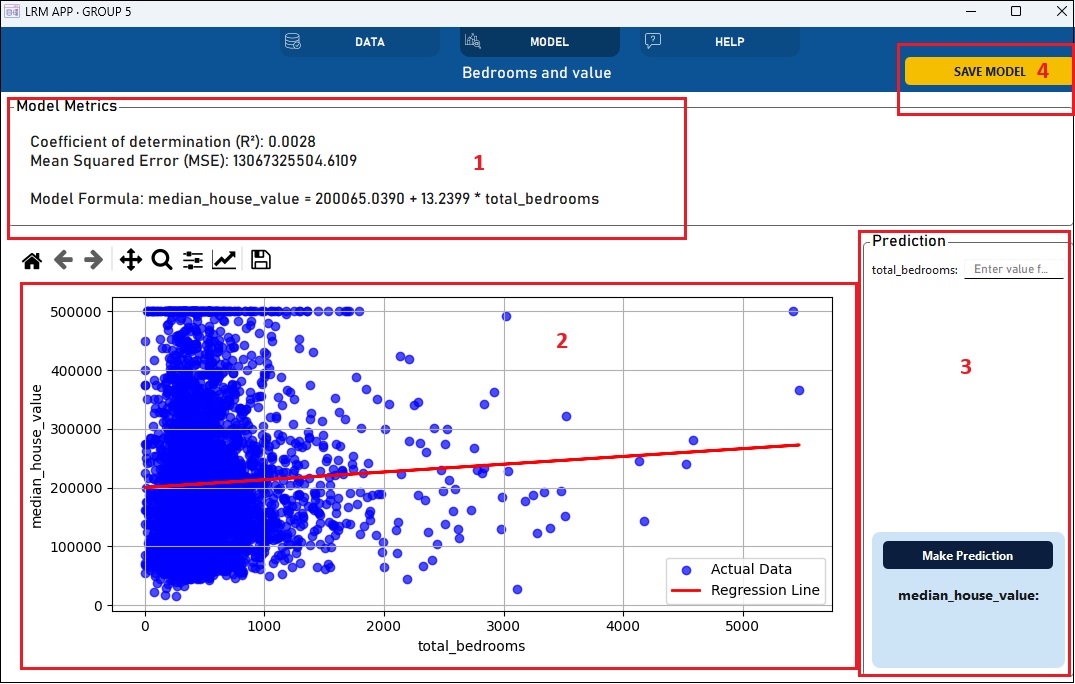 LRM APP · GROUP 5
DATA
MODEL
HELP
Bedrooms and value
SAVE MODEL 4
Model Metrics
Coefficient of determination (R²): 0.0028
Mean Squared Error (MSE): 13067325504.6109
1
Model Formula: median_house_value = 200065.0390 + 13.2399 * total_bedrooms
Prediction
total_bedrooms: Enter value f...
3
Make Prediction
median_house_value:
2
500000
400000
300000
200000
100000
0
median_house_value
Actual Data
Regression Line
0 1000 2000 3000 4000 5000
total_bedrooms